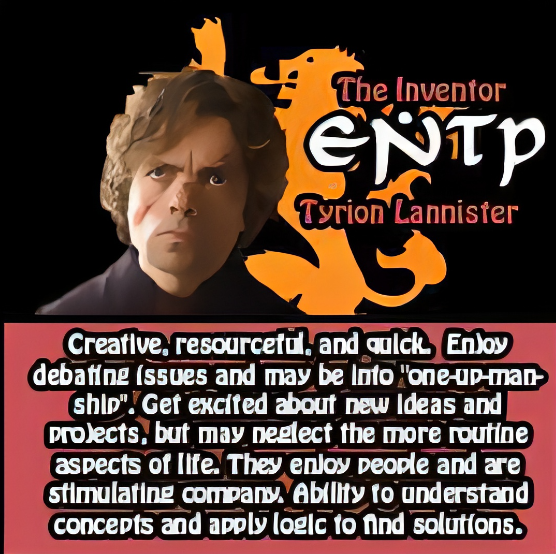 The Inventor
ENTP
Tyrion Lannister
Creative, resourceful, and quick. Enjoy
debating issues and may be into "one-up-man-
ship". Get excited about new ideas and
projects, but may neglect the more routine
aspects of life. They enjoy people and are
stimulating company. Ability to understand
concepts and apply logic to find solutions.